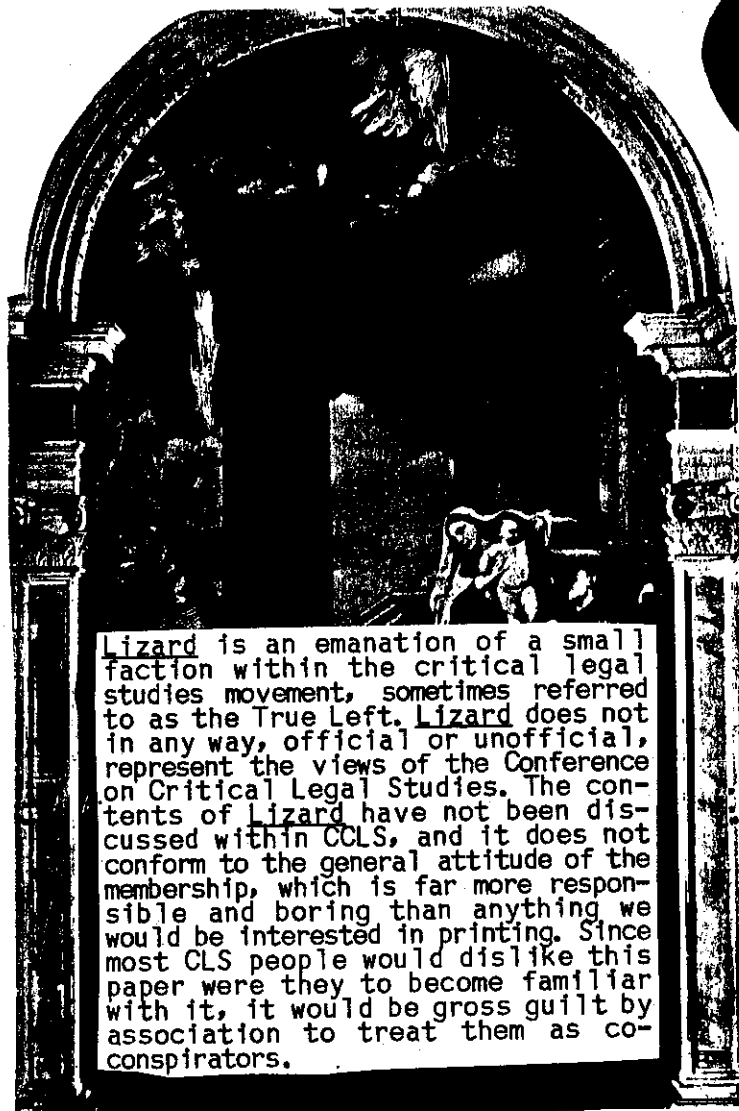 Lizard is an emanation of a small
faction within the critical legal
studies movement, sometimes referred
to as the True Left. Lizard does not
in any way, official or unofficial,
represent the views of the Conference
on Critical Legal Studies. The con-
tents of Lizard have not been dis-
cussed within CCLS, and it does not
conform to the general attitude of the
membership, which is far more respon-
sible and boring than anything we
would be interested in printing. Since
most CLS people would dislike this
paper were they to become familiar
with it, it would be gross guilt by
association to treat them as co-
conspirators.